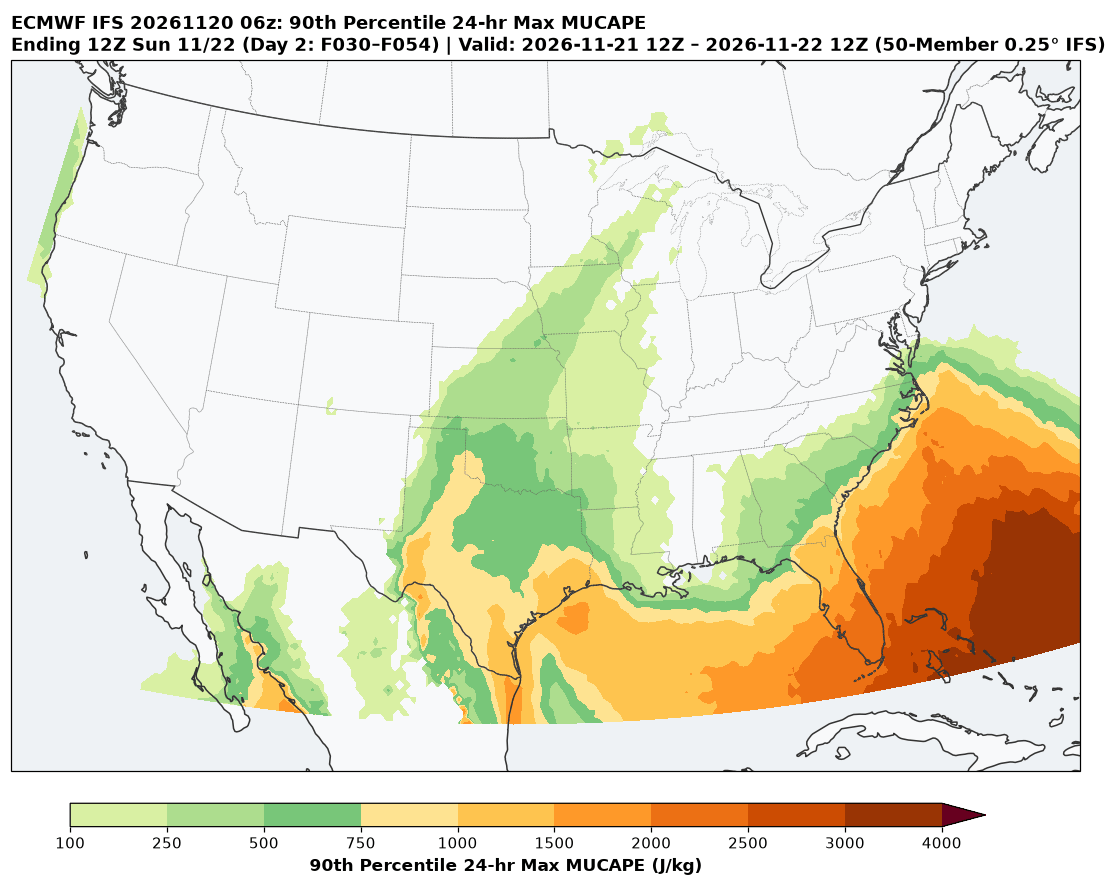 ECMWF IFS 20261120 06z: 90th Percentile 24-hr Max MUCAPE
Ending 12Z Sun 11/22 (Day 2: F030–F054) | Valid: 2026-11-21 12Z – 2026-11-22 12Z (50-Member 0.25° IFS)
100 250 500 750 1000 1500 2000 2500 3000 4000
90th Percentile 24-hr Max MUCAPE (J/kg)